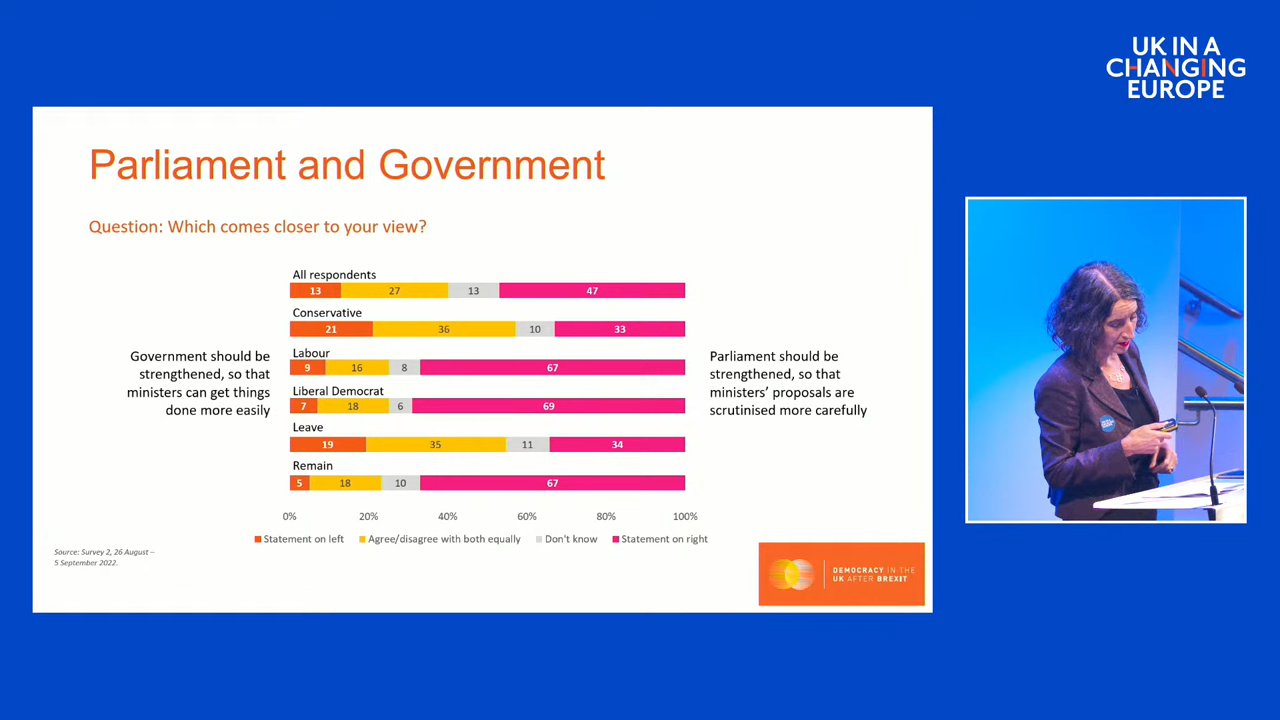 UK IN A
CHANGING
EUROPE
Parliament and Government
Question: Which comes closer to your view?
All respondents
13 27 13 47
Conservative
21 36 10 33
Government should be
strengthened, so that
ministers can get things
done more easily
Labour
9 16 8 67
Liberal Democrat
7 18 6 69
Leave
19 35 11 34
Remain
5 18 10 67
Parliament should be
strengthened, so that
ministers’ proposals are
scrutinised more carefully
0% 20% 40% 60% 80% 100%
Statement on left Agree/disagree with both equally Don't know Statement on right
Source: Survey 2, 26 August –
5 September 2022.
DEMOCRACY IN THE
UK AFTER BREXIT